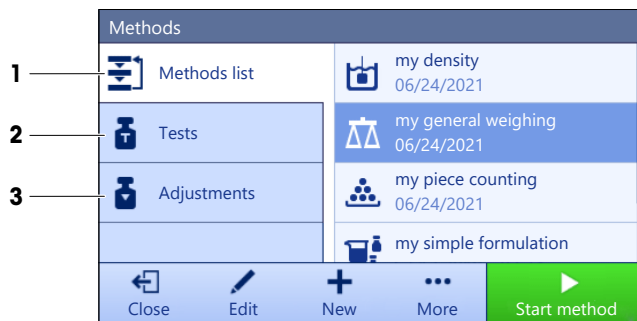 Methods
1
Methods list
2
Tests
3
Adjustments
my density
06/24/2021
my general weighing
06/24/2021
my piece counting
06/24/2021
my simple formulation
Close
Edit
New
More
Start method